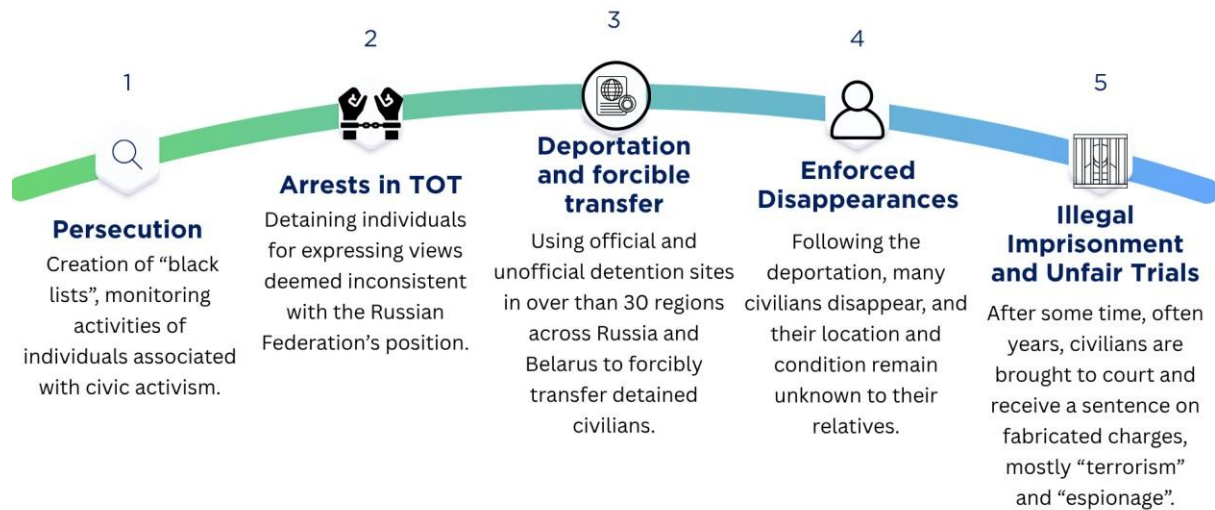 1
Persecution
Creation of “black
lists”, monitoring
activities of
individuals associated
with civic activism.
2
Arrests in TOT
Detaining individuals
for expressing views
deemed inconsistent
with the Russian
Federation’s position.
3
Deportation
and forcible
transfer
Using official and
unofficial detention sites
in over than 30 regions
across Russia and
Belarus to forcibly
transfer detained
civilians.
4
Enforced
Disappearances
Following the
deportation, many
civilians disappear, and
their location and
condition remain
unknown to their
relatives.
5
Illegal
Imprisonment
and Unfair Trials
After some time, often
years, civilians are
brought to court and
receive a sentence on
fabricated charges,
mostly “terrorism”
and “espionage”.